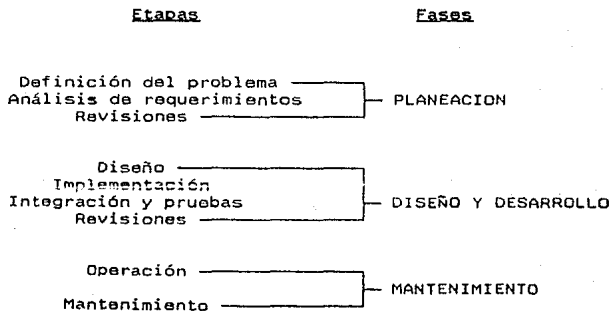 Etapas Fases
Definición del problema
Análisis de requerimientos PLANEACION
Revisiones
Diseño
Implementación
Integración y pruebas DISEÑO Y DESARROLLO
Revisiones
Operación
MANTENIMIENTO
Mantenimiento